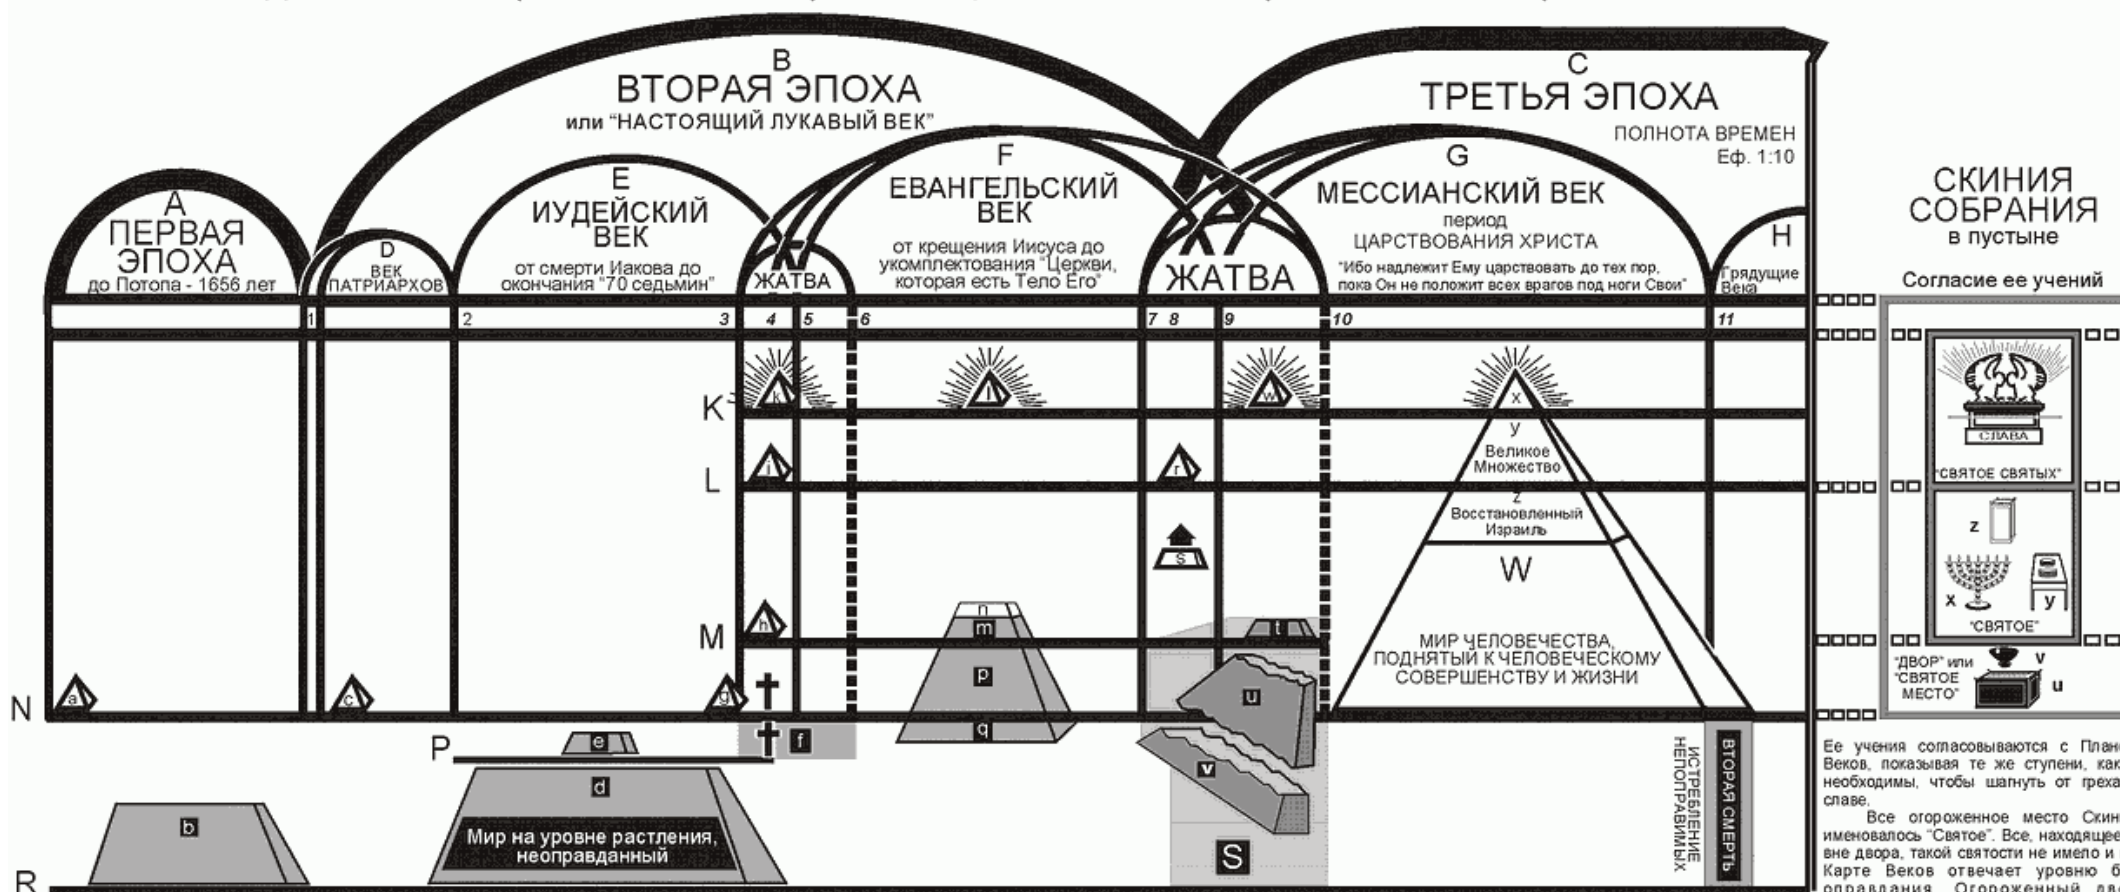 A
ПЕРВАЯ
ЭПОХА
до Потопа - 1656 лет
B
ВТОРАЯ ЭПОХА
или “НАСТОЯЩИЙ ЛУКАВЫЙ ВЕК”
D
ВЕК
ПАТРИАРХОВ
E
ИУДЕЙСКИЙ
ВЕК
от смерти Иакова до
окончания “70 седьмин”
ЖАТВА
F
ЕВАНГЕЛЬСКИЙ
ВЕК
от крещения Иисуса до
укомплектования “Церкви,
которая есть Тело Его”
ЖАТВА
C
ТРЕТЬЯ ЭПОХА
ПОЛНОТА ВРЕМЕН
Еф. 1:10
G
МЕССИАНСКИЙ ВЕК
период
ЦАРСТВОВАНИЯ ХРИСТА
“Ибо надлежит Ему царствовать до тех пор,
пока Он не положит всех врагов под ноги Свои”
H
Грядущие
Века
1 2 3 4 5 6 7 8 9 10 11
K
k l w x
y
Великое
Множество
L
i r
z
Восстановленный
Израиль
s
W
M
h n m t
МИР ЧЕЛОВЕЧЕСТВА,
ПОДНЯТЫЙ К ЧЕЛОВЕЧЕСКОМУ
СОВЕРШЕНСТВУ И ЖИЗНИ
N
a c g p u
q
P
e f
d
v
b
Мир на уровне растления,
неоправданный
S
R
ИСТРЕБЛЕНИЕ
НЕПОПРАВИМЫХ
ВТОРАЯ СМЕРТЬ
СКИНИЯ
СОБРАНИЯ
в пустыне
Согласие ее учений
СЛАВА
“СВЯТОЕ СВЯТЫХ”
z
x
y
“СВЯТОЕ”
“ДВОР” или
“СВЯТОЕ
МЕСТО”
v
u
Ее учения согласовываются с
Веков, показывая те же ступени,
необходимы, чтобы шагнуть от
славе.
Все огороженное место
именовалось “Святое”. Все,
вне двора, такой святости не имело и
Карте Веков отвечает уровню
оправдания. Огороженный